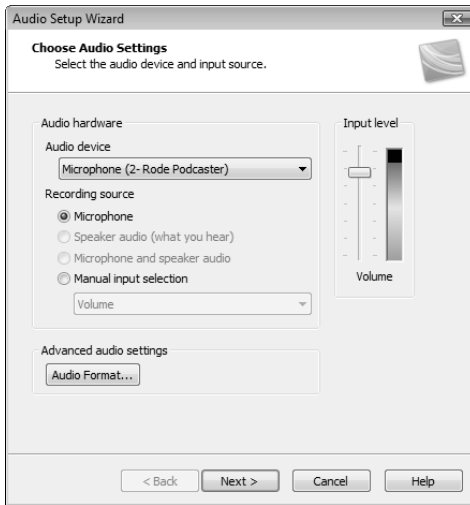 Audio Setup Wizard
Choose Audio Settings
Select the audio device and input source.
Audio hardware
Audio device
Microphone (2- Rode Podcaster)
Recording source
Microphone
Speaker audio (what you hear)
Microphone and speaker audio
Manual input selection
Volume
Input level
Volume
Advanced audio settings
Audio Format...
< Back Next > Cancel Help